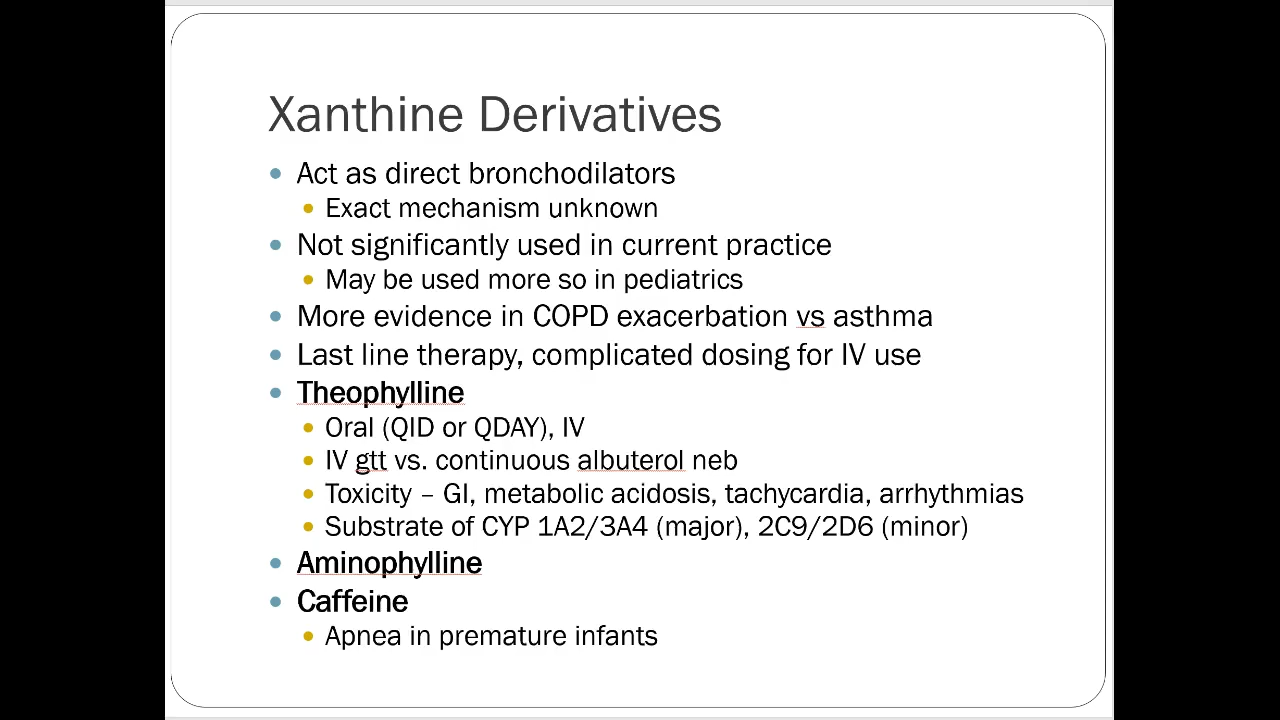 Xanthine Derivatives
Act as direct bronchodilators
Exact mechanism unknown
Not significantly used in current practice
May be used more so in pediatrics
More evidence in COPD exacerbation vs asthma
Last line therapy, complicated dosing for IV use
Theophylline
Oral (QID or QDAY), IV
IV gtt vs. continuous albuterol neb
Toxicity – GI, metabolic acidosis, tachycardia, arrhythmias
Substrate of CYP 1A2/3A4 (major), 2C9/2D6 (minor)
Aminophylline
Caffeine
Apnea in premature infants